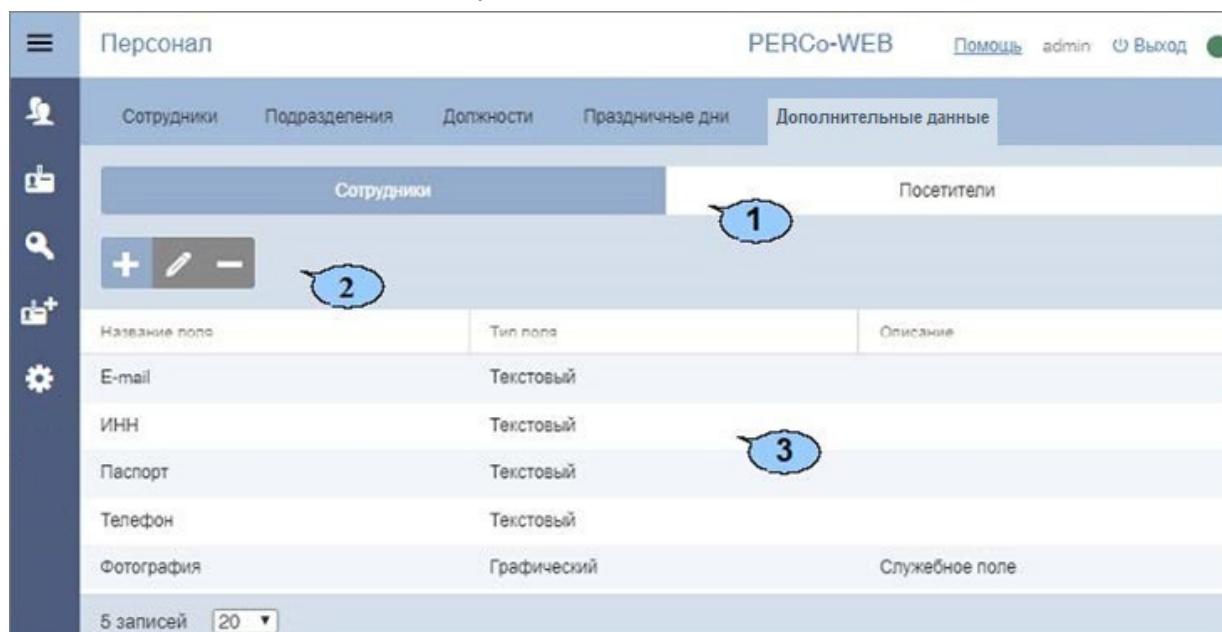 Персонал PERCo-WEB Помощь admin Выход
Сотрудники Подразделения Должности Праздничные дни Дополнительные данные
Сотрудники Посетители
1
2
Название поля Тип поля Описание
E-mail Текстовый
ИНН Текстовый
3
Паспорт Текстовый
Телефон Текстовый
Фотография Графический Служебное поле
5 записей 20